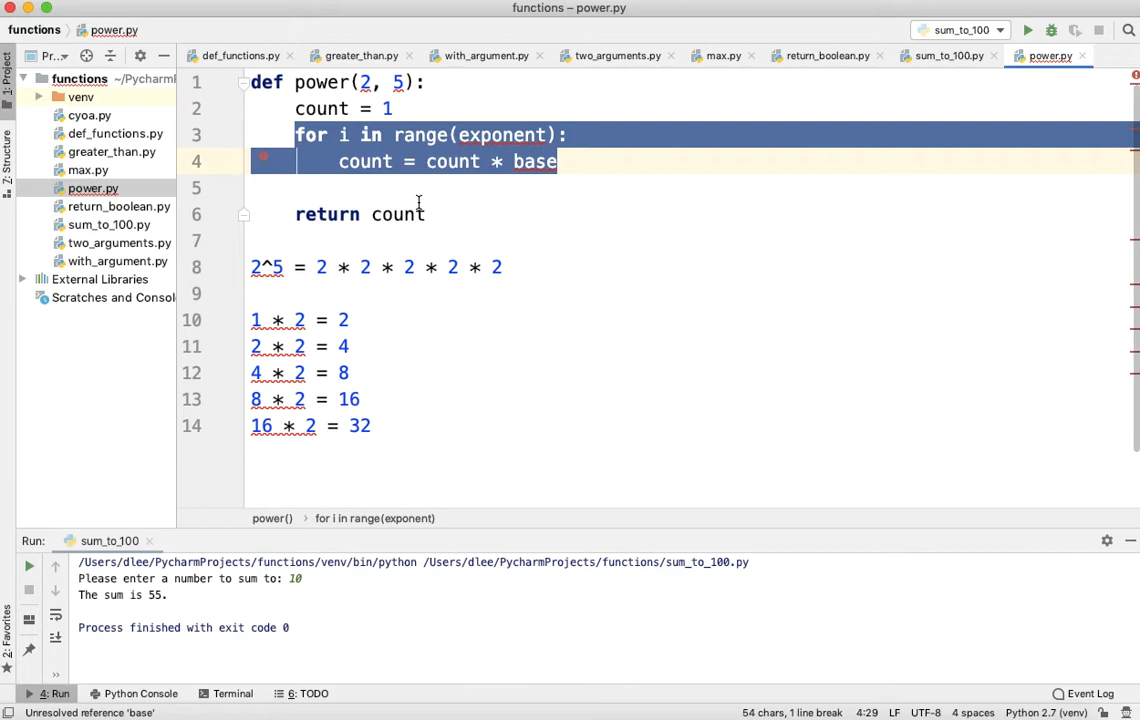 functions – power.py
functions power.py sum_to_100
Pr... def_functions.py greater_than.py with_argument.py two_arguments.py max.py return_boolean.py sum_to_100.py power.py
1: Project
functions ~/PycharmP
venv
cyoa.py
def_functions.py
greater_than.py
max.py
power.py
return_boolean.py
sum_to_100.py
two_arguments.py
with_argument.py
External Libraries
Scratches and Consol
7: Structure
1 def power(2, 5):
2 count = 1
3 for i in range(exponent):
4 count = count * base
5
6 return count
7
8 2^5 = 2 * 2 * 2 * 2 * 2
9
10 1 * 2 = 2
11 2 * 2 = 4
12 4 * 2 = 8
13 8 * 2 = 16
14 16 * 2 = 32
power() › for i in range(exponent)
Run: sum_to_100
/Users/dlee/PycharmProjects/functions/venv/bin/python /Users/dlee/PycharmProjects/functions/sum_to_100.py
Please enter a number to sum to: 10
The sum is 55.
Process finished with exit code 0
2: Favorites
4: Run Python Console Terminal 6: TODO Event Log
Unresolved reference 'base' 54 chars, 1 line break 4:29 LF UTF-8 4 spaces Python 2.7 (venv)